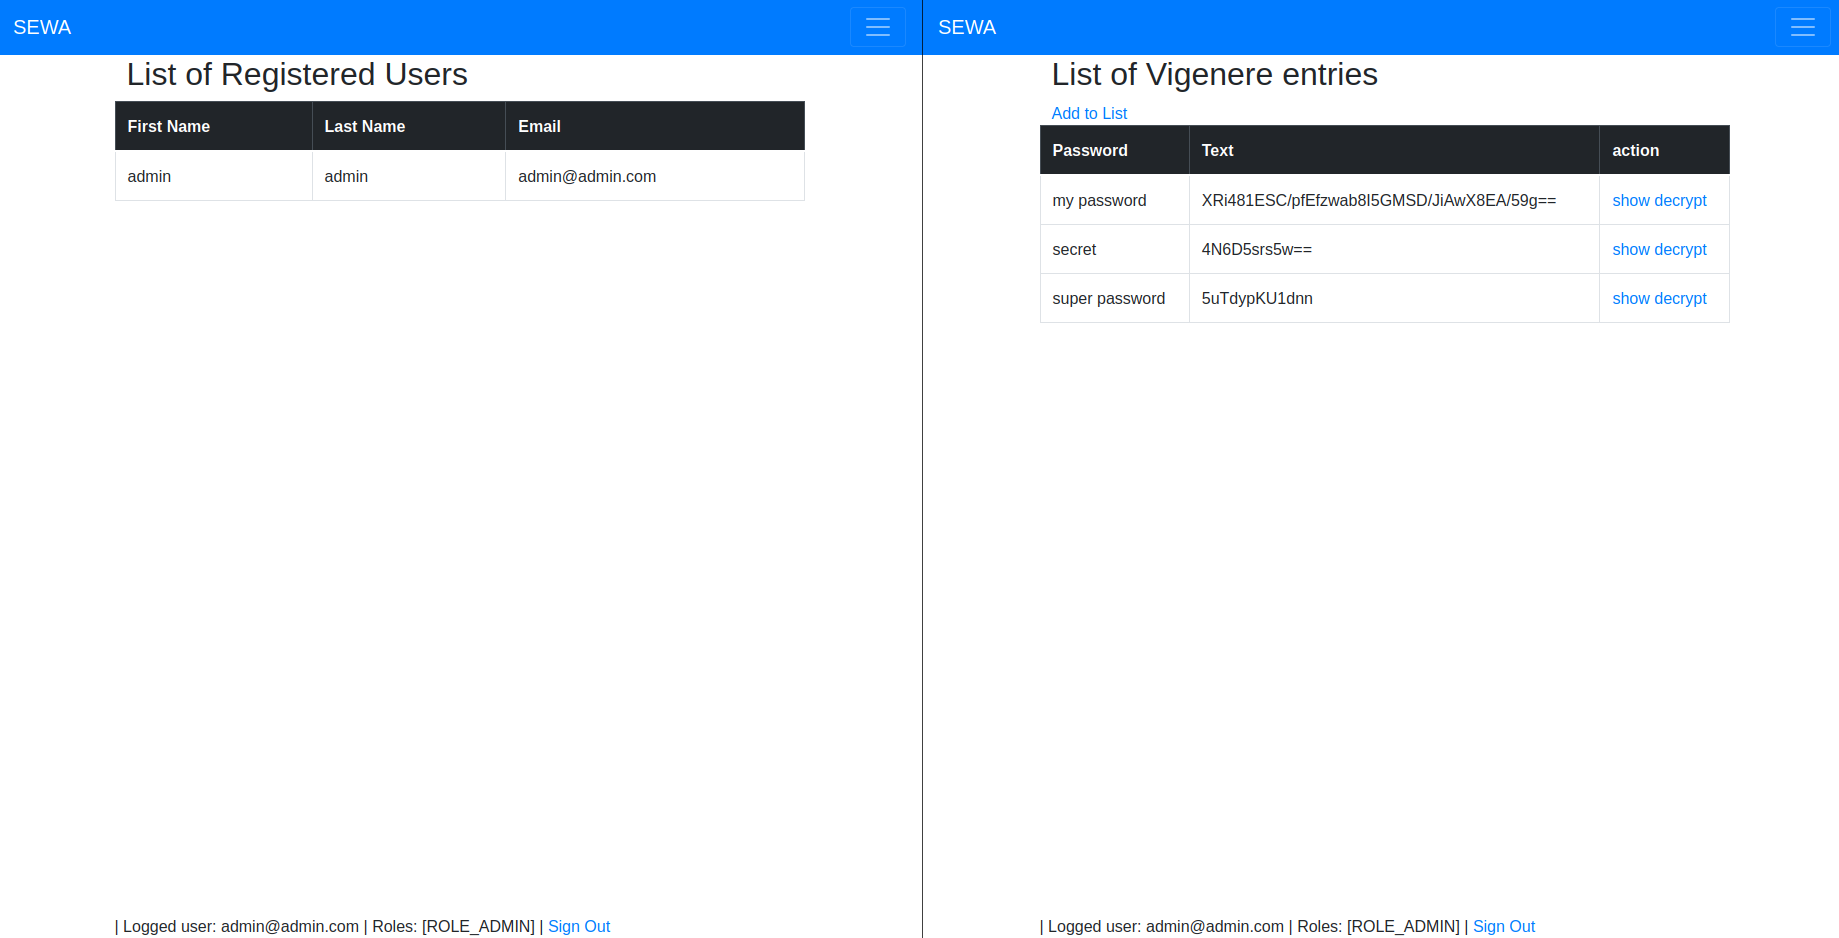 SEWA
List of Registered Users
First Name Last Name Email
admin admin admin@admin.com
| Logged user: admin@admin.com | Roles: [ROLE_ADMIN] | Sign Out
SEWA
List of Vigenere entries
Add to List
Password Text action
my password XRi481ESC/pfEfzwab8I5GMSD/JiAwX8EA/59g== show decrypt
secret 4N6D5srs5w== show decrypt
super password 5uTdypKU1dnn show decrypt
| Logged user: admin@admin.com | Roles: [ROLE_ADMIN] | Sign Out